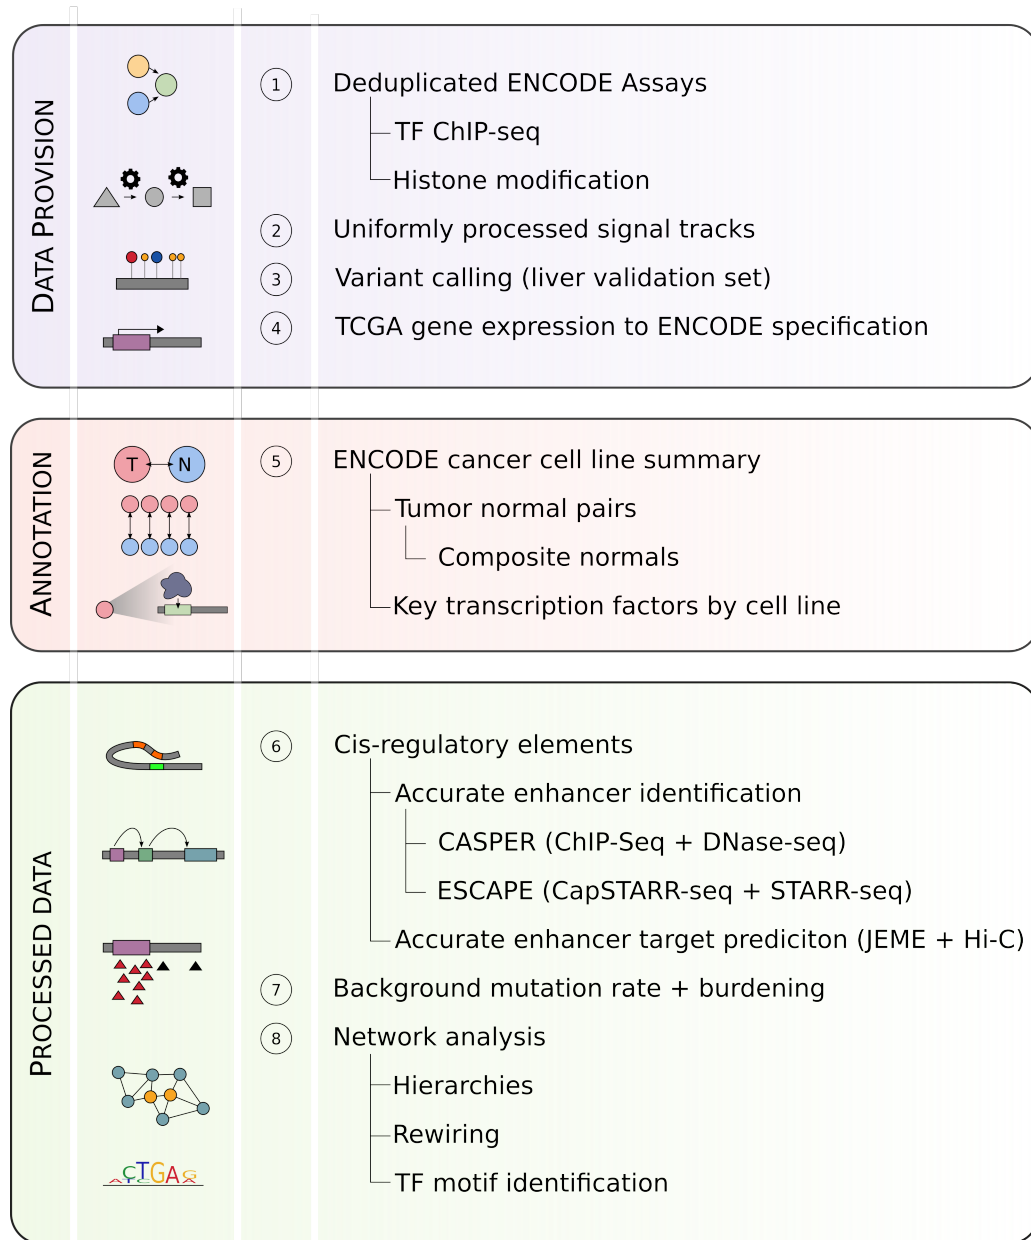 DATA PROVISION
1 Deduplicated ENCODE Assays
TF ChIP-seq
Histone modification
2 Uniformly processed signal tracks
3 Variant calling (liver validation set)
4 TCGA gene expression to ENCODE specification
ANNOTATION
T N
5 ENCODE cancer cell line summary
Tumor normal pairs
Composite normals
Key transcription factors by cell line
PROCESSED DATA
6 Cis-regulatory elements
Accurate enhancer identification
CASPER (ChIP-Seq + DNase-seq)
ESCAPE (CapSTARR-seq + STARR-seq)
Accurate enhancer target prediciton (JEME + Hi-C)
7 Background mutation rate + burdening
8 Network analysis
Hierarchies
Rewiring
TF motif identification
CTGAG